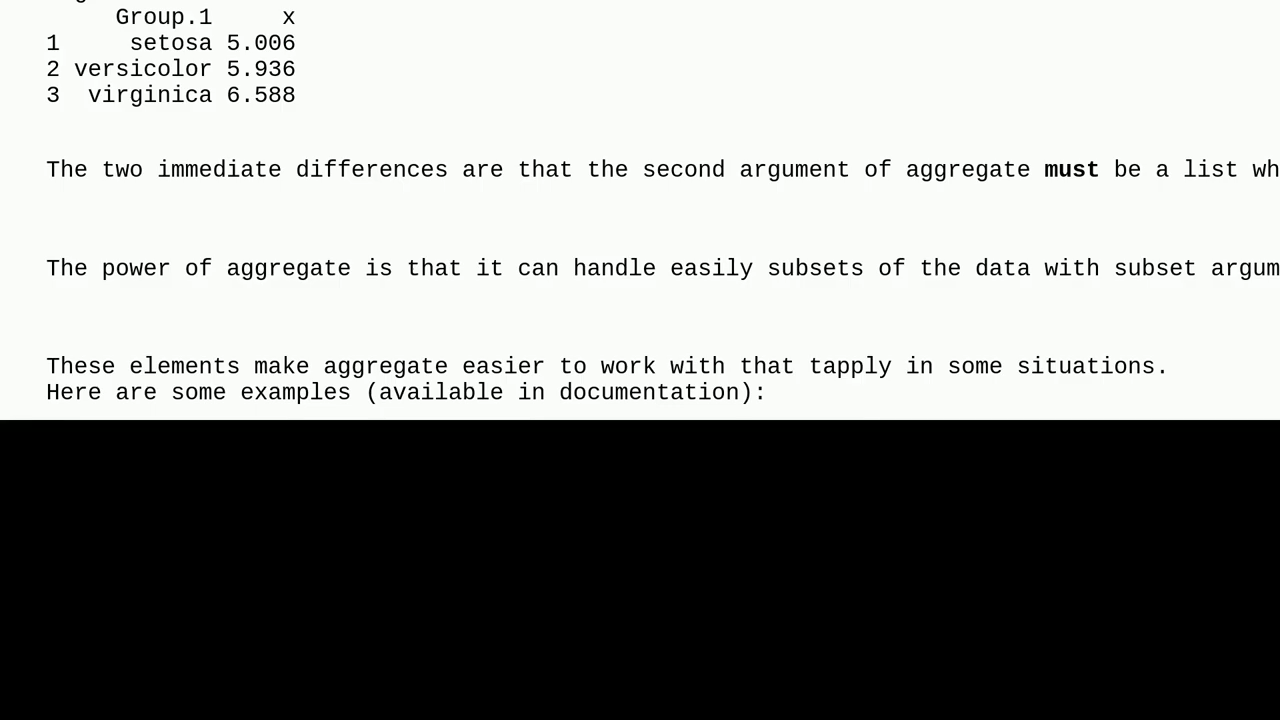 Group.1 x
1 setosa 5.006
2 versicolor 5.936
3 virginica 6.588
The two immediate differences are that the second argument of aggregate must be a list
The power of aggregate is that it can handle easily subsets of the data with subset
These elements make aggregate easier to work with that tapply in some situations.
Here are some examples (available in documentation):